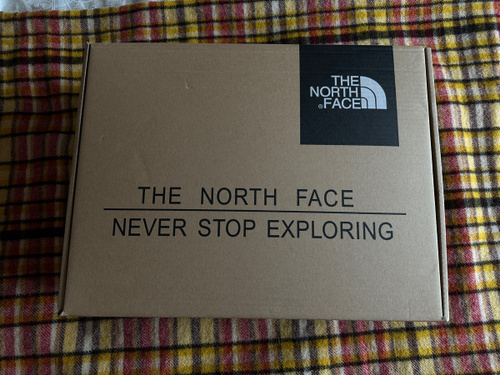 THE
NORTH
®FACE
THE NORTH FACE
NEVER STOP EXPLORING